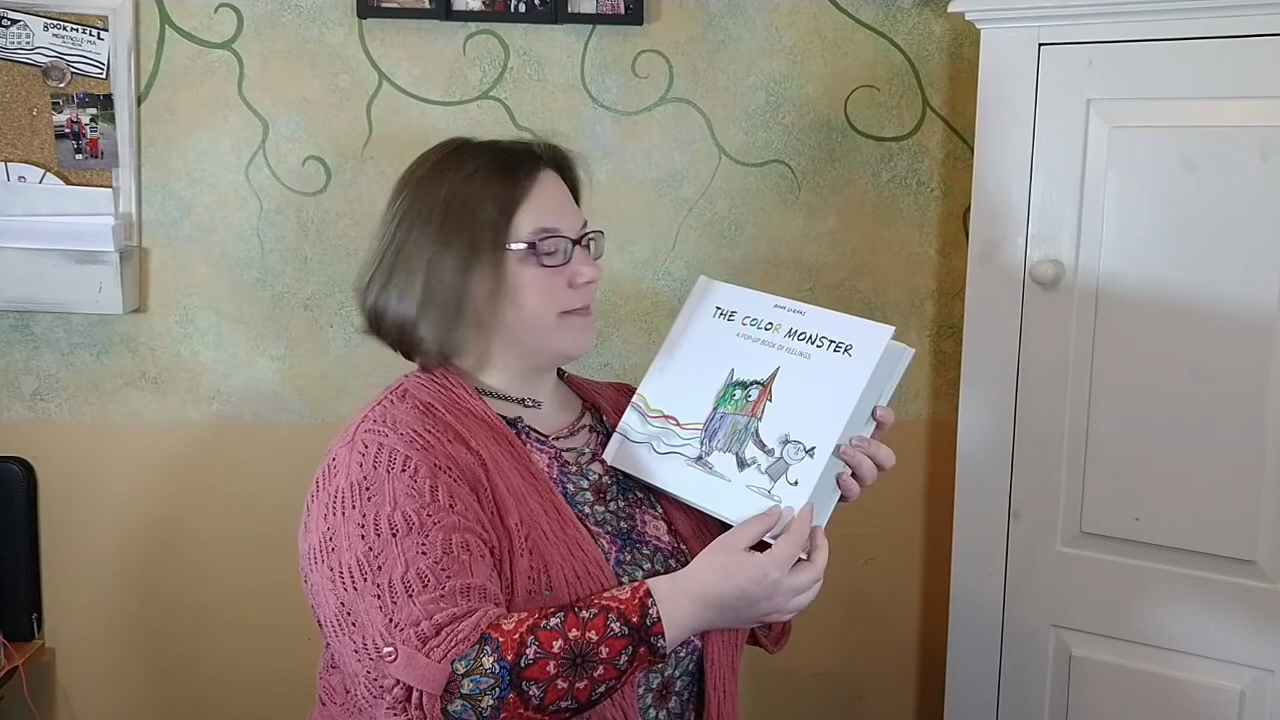 BOOKMILL
MONTAGUE, MA
ANNA LLENAS
THE COLOR MONSTER
A POP-UP BOOK OF FEELINGS